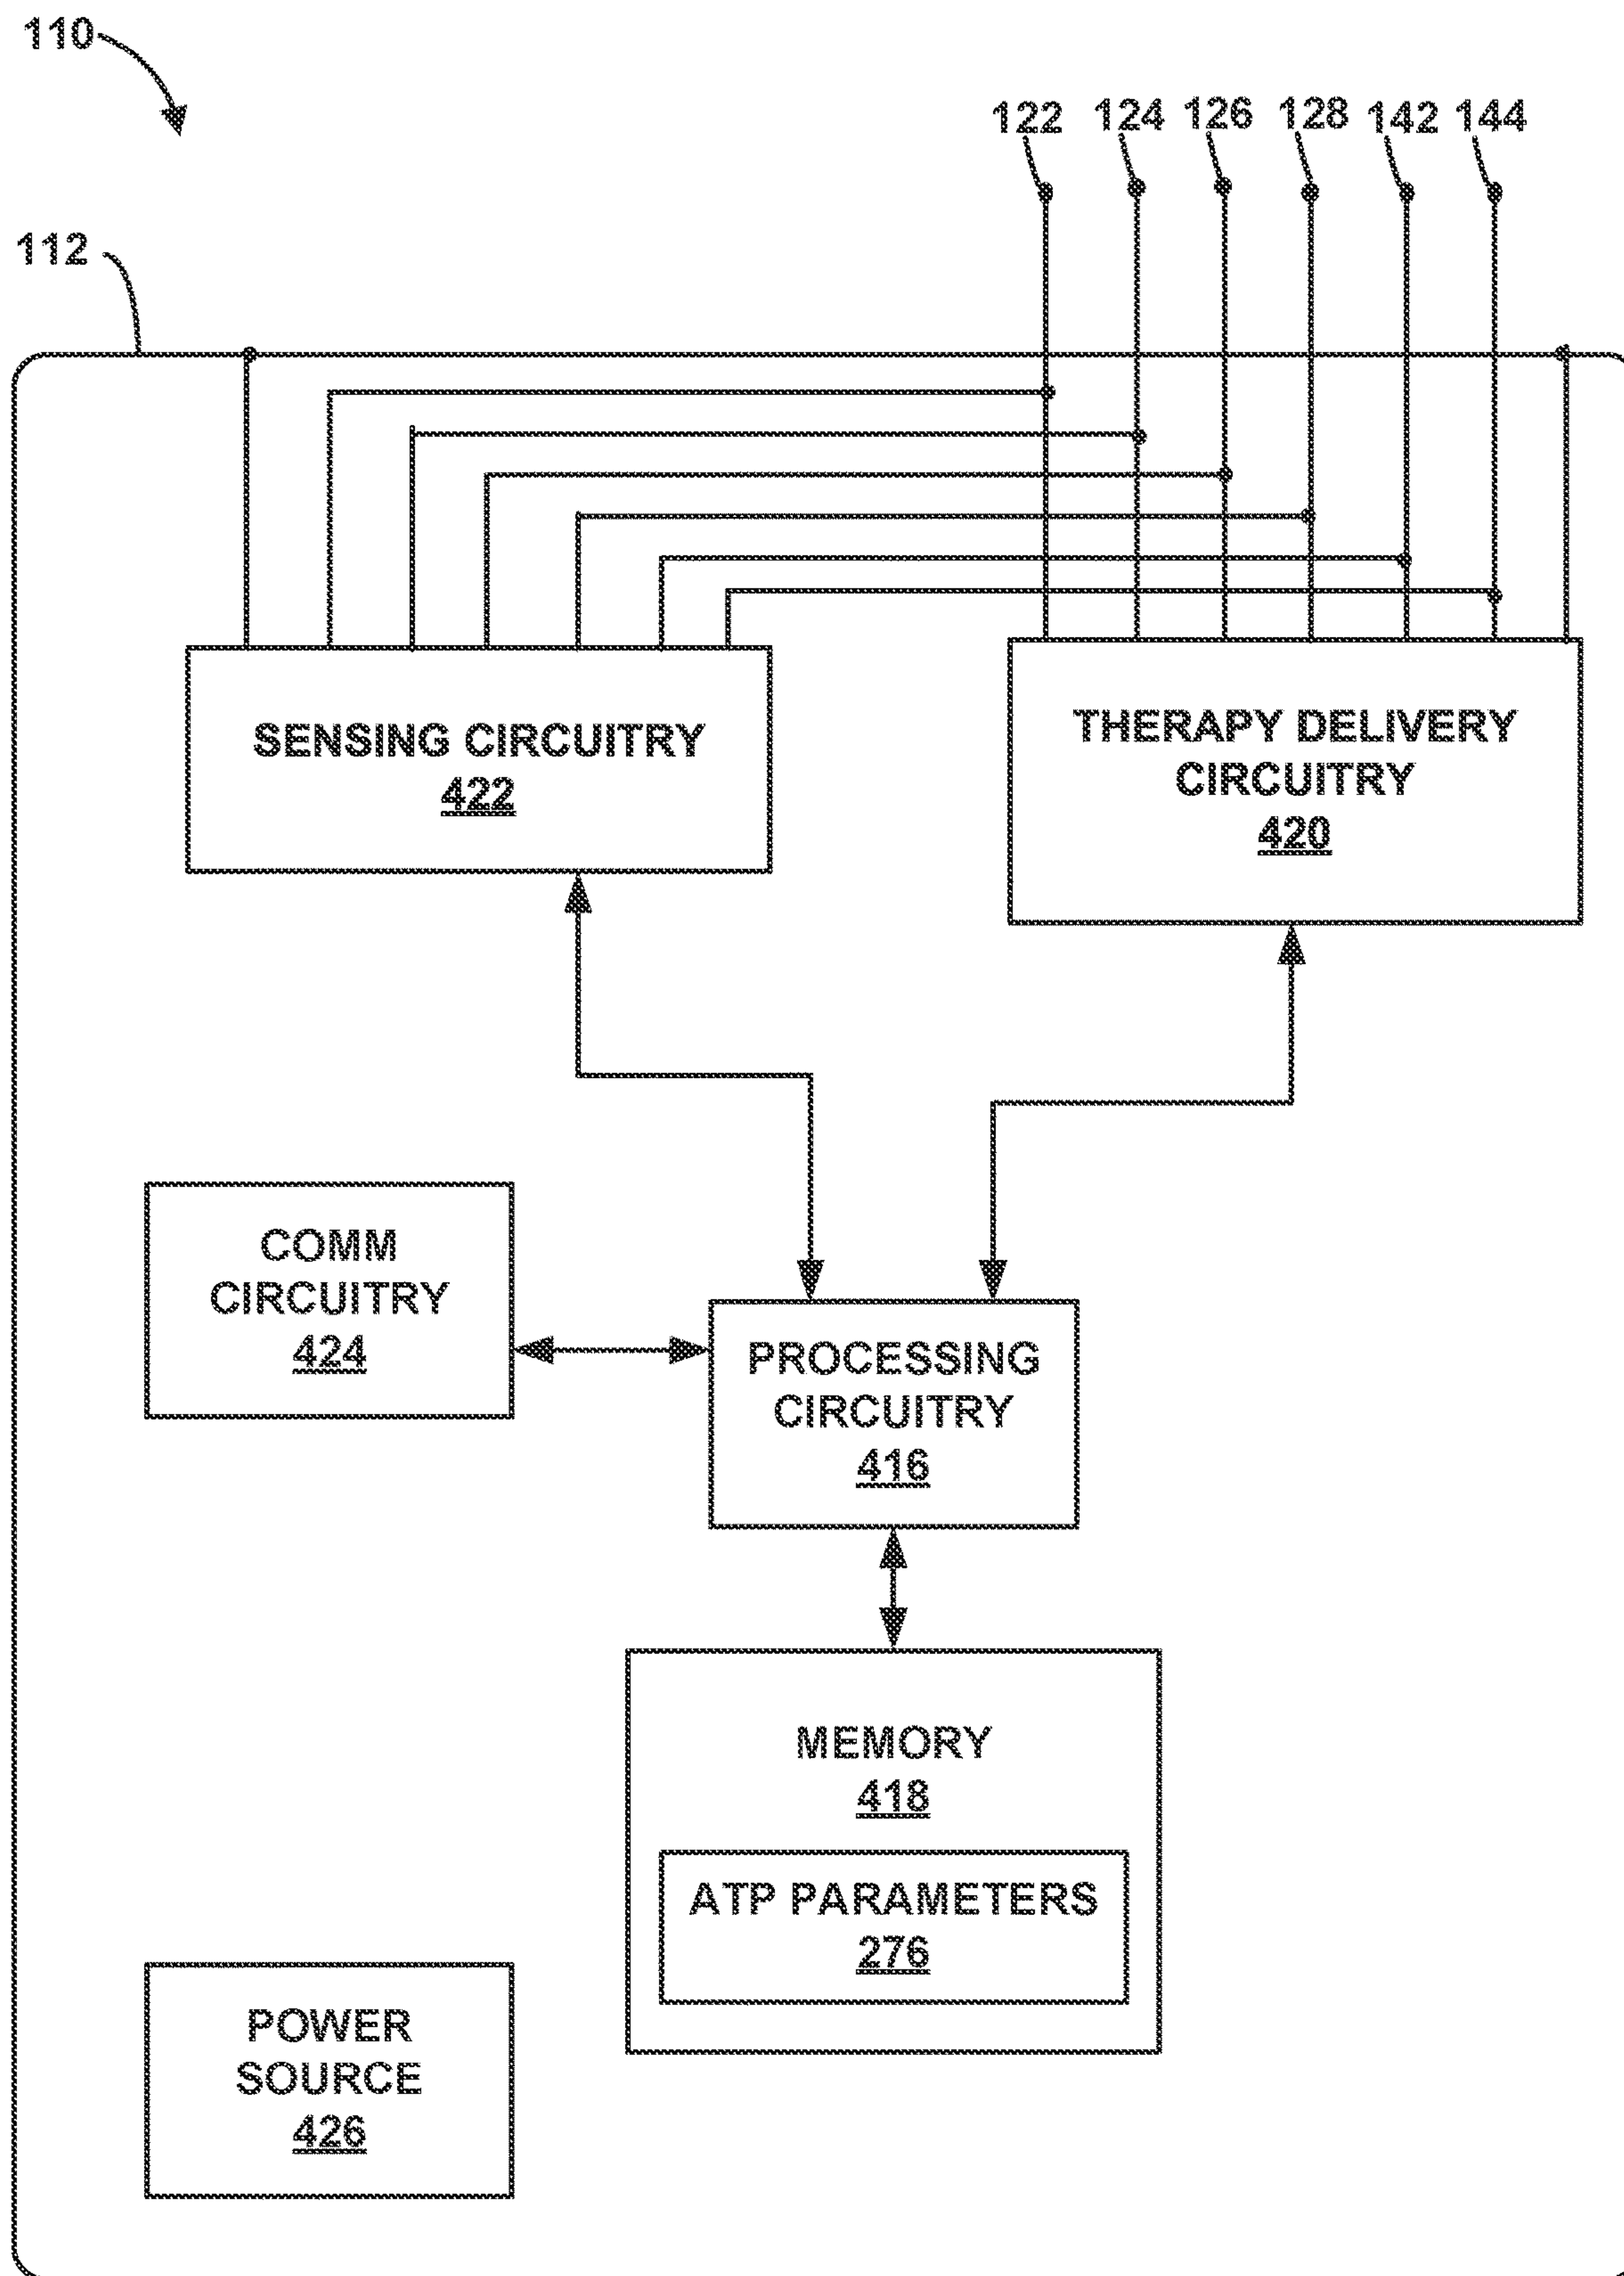 110
122 124 126 128 142 144
112
SENSING CIRCUITRY
422
THERAPY DELIVERY
CIRCUITRY
420
COMM
CIRCUITRY
424
PROCESSING
CIRCUITRY
416
MEMORY
418
ATP PARAMETERS
276
POWER
SOURCE
426